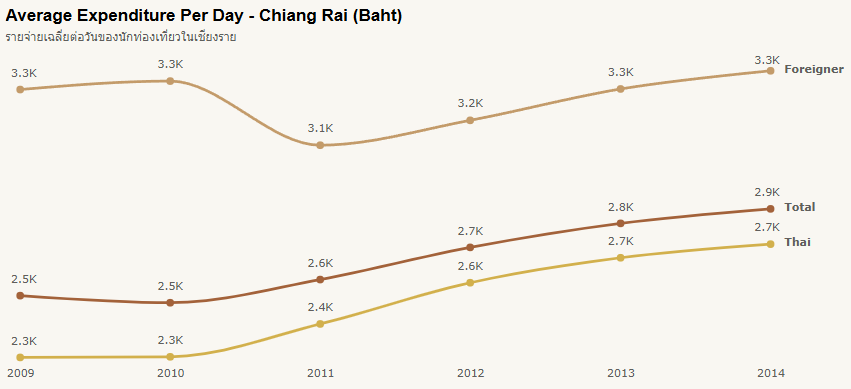 Average Expenditure Per Day - Chiang Rai (Baht)
รายจ่ายเฉลี่ยต่อวันของนักท่องเที่ยวในเชียงราย
3.3K 3.3K 3.1K 3.2K 3.3K 3.3K Foreigner
2.5K 2.5K 2.6K 2.7K 2.8K 2.9K Total
2.3K 2.3K 2.4K 2.6K 2.7K 2.7K Thai
2009 2010 2011 2012 2013 2014